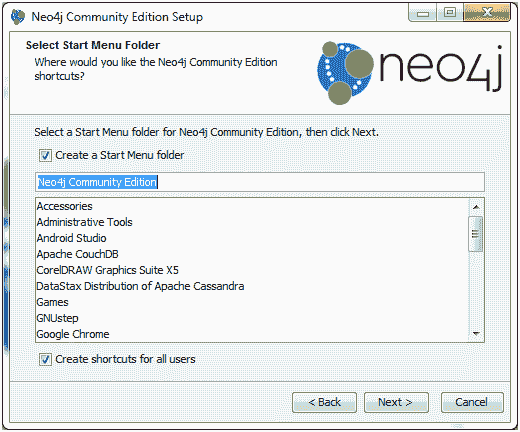 Neo4j Community Edition Setup
Select Start Menu Folder
Where would you like the Neo4j Community Edition
shortcuts?
neo4j
Select a Start Menu folder for Neo4j Community Edition, then click Next.
Create a Start Menu folder
Neo4j Community Edition
Accessories
Administrative Tools
Android Studio
Apache CouchDB
CorelDRAW Graphics Suite X5
DataStax Distribution of Apache Cassandra
Games
GNUstep
Google Chrome
Create shortcuts for all users
< Back
Next >
Cancel